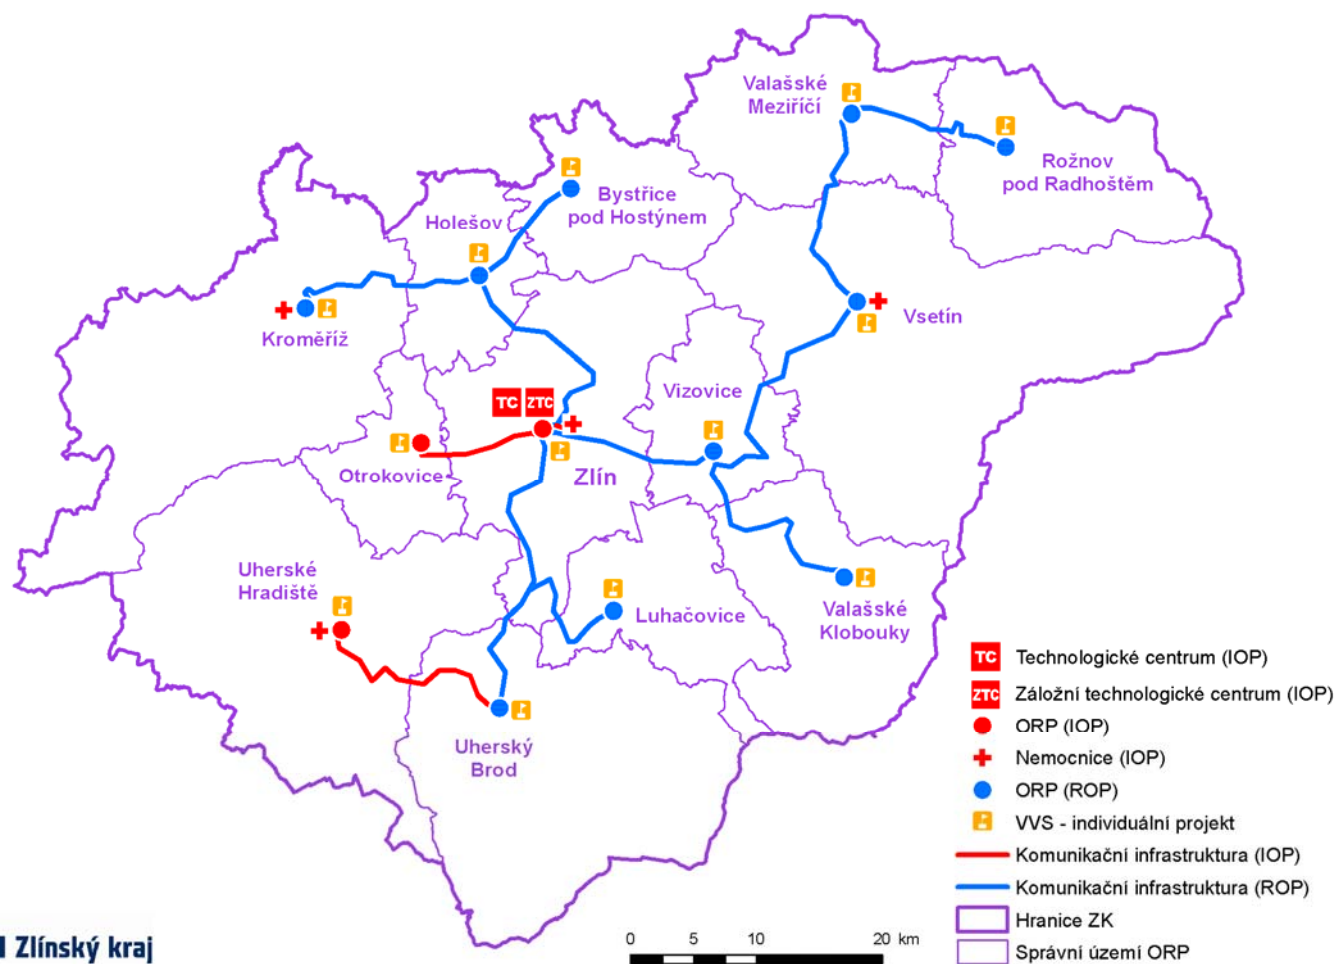 Valašské
Meziříčí
Rožnov
pod Radhoštěm
Bystřice
pod Hostýnem
Holešov
Kroměříž
Vsetín
Vizovice
TC ZTC
Otrokovice
Zlín
Uherské
Hradiště
Luhačovice
Valašské
Klobouky
Uherský
Brod
TC Technologické centrum (IOP)
ZTC Záložní technologické centrum (IOP)
ORP (IOP)
Nemocnice (IOP)
ORP (ROP)
VVS - individuální projekt
Komunikační infrastruktura (IOP)
Komunikační infrastruktura (ROP)
Hranice ZK
Správní území ORP
0 5 10 20 km
Zlínský kraj